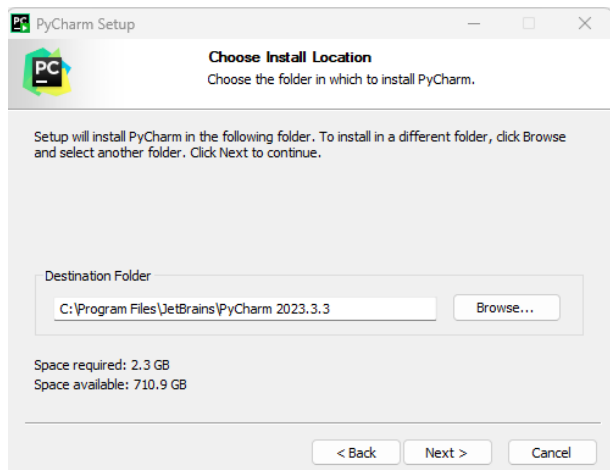 PyCharm Setup
PC
Choose Install Location
Choose the folder in which to install PyCharm.
Setup will install PyCharm in the following folder. To install in a different folder, click Browse
and select another folder. Click Next to continue.
Destination Folder
C:\Program Files\JetBrains\PyCharm 2023.3.3
Browse...
Space required: 2.3 GB
Space available: 710.9 GB
< Back
Next >
Cancel